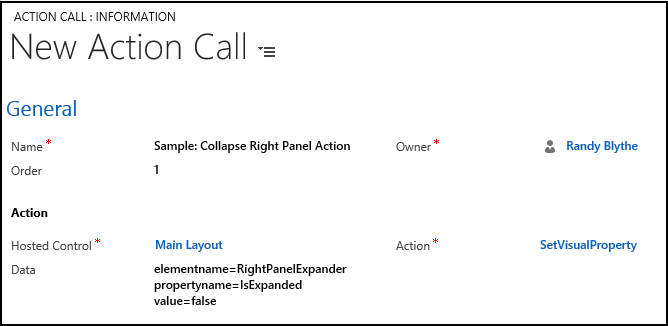 ACTION CALL : INFORMATION
New Action Call
General
Name* Sample: Collapse Right Panel Action Owner* Randy Blythe
Order 1
Action
Hosted Control* Main Layout Action* SetVisualProperty
Data elementname=RightPanelExpander
propertyname=IsExpanded
value=false